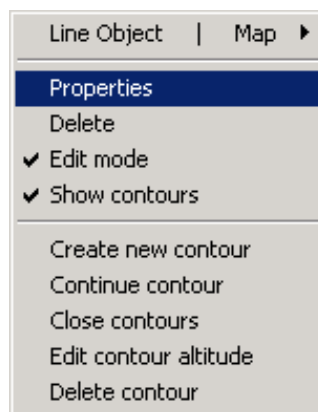 Line Object | Map
Properties
Delete
Edit mode
Show contours
Create new contour
Continue contour
Close contours
Edit contour altitude
Delete contour